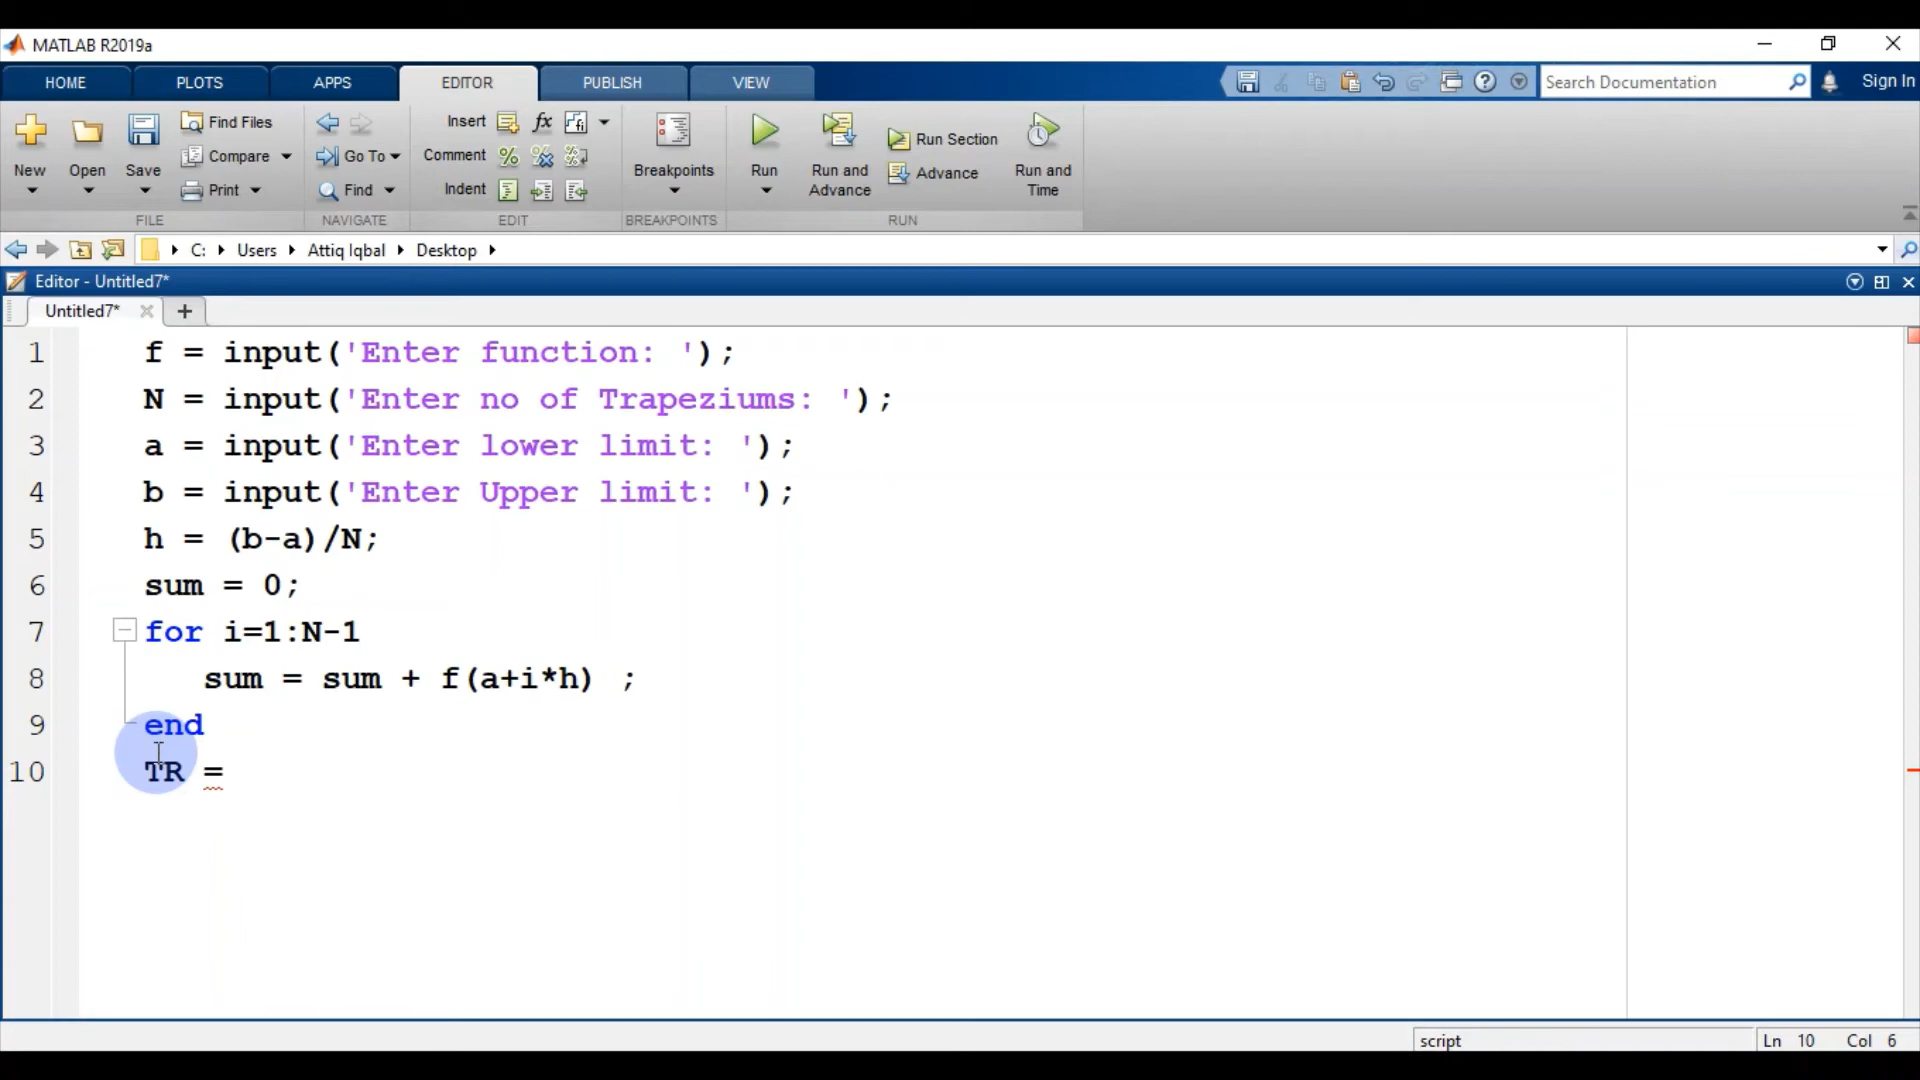 MATLAB R2019a
HOME PLOTS APPS EDITOR PUBLISH VIEW Search Documentation Sign In
New Open Save Find Files Compare Print Go To Find Insert fx Comment Indent Breakpoints Run Run and Advance Run Section Advance Run and Time
FILE NAVIGATE EDIT BREAKPOINTS RUN
C: Users Attiq Iqbal Desktop
Editor - Untitled7*
Untitled7*
1 f = input('Enter function: ');
2 N = input('Enter no of Trapeziums: ');
3 a = input('Enter lower limit: ');
4 b = input('Enter Upper limit: ');
5 h = (b-a)/N;
6 sum = 0;
7 for i=1:N-1
8 sum = sum + f(a+i*h) ;
9 end
10 TR =
script Ln 10 Col 6